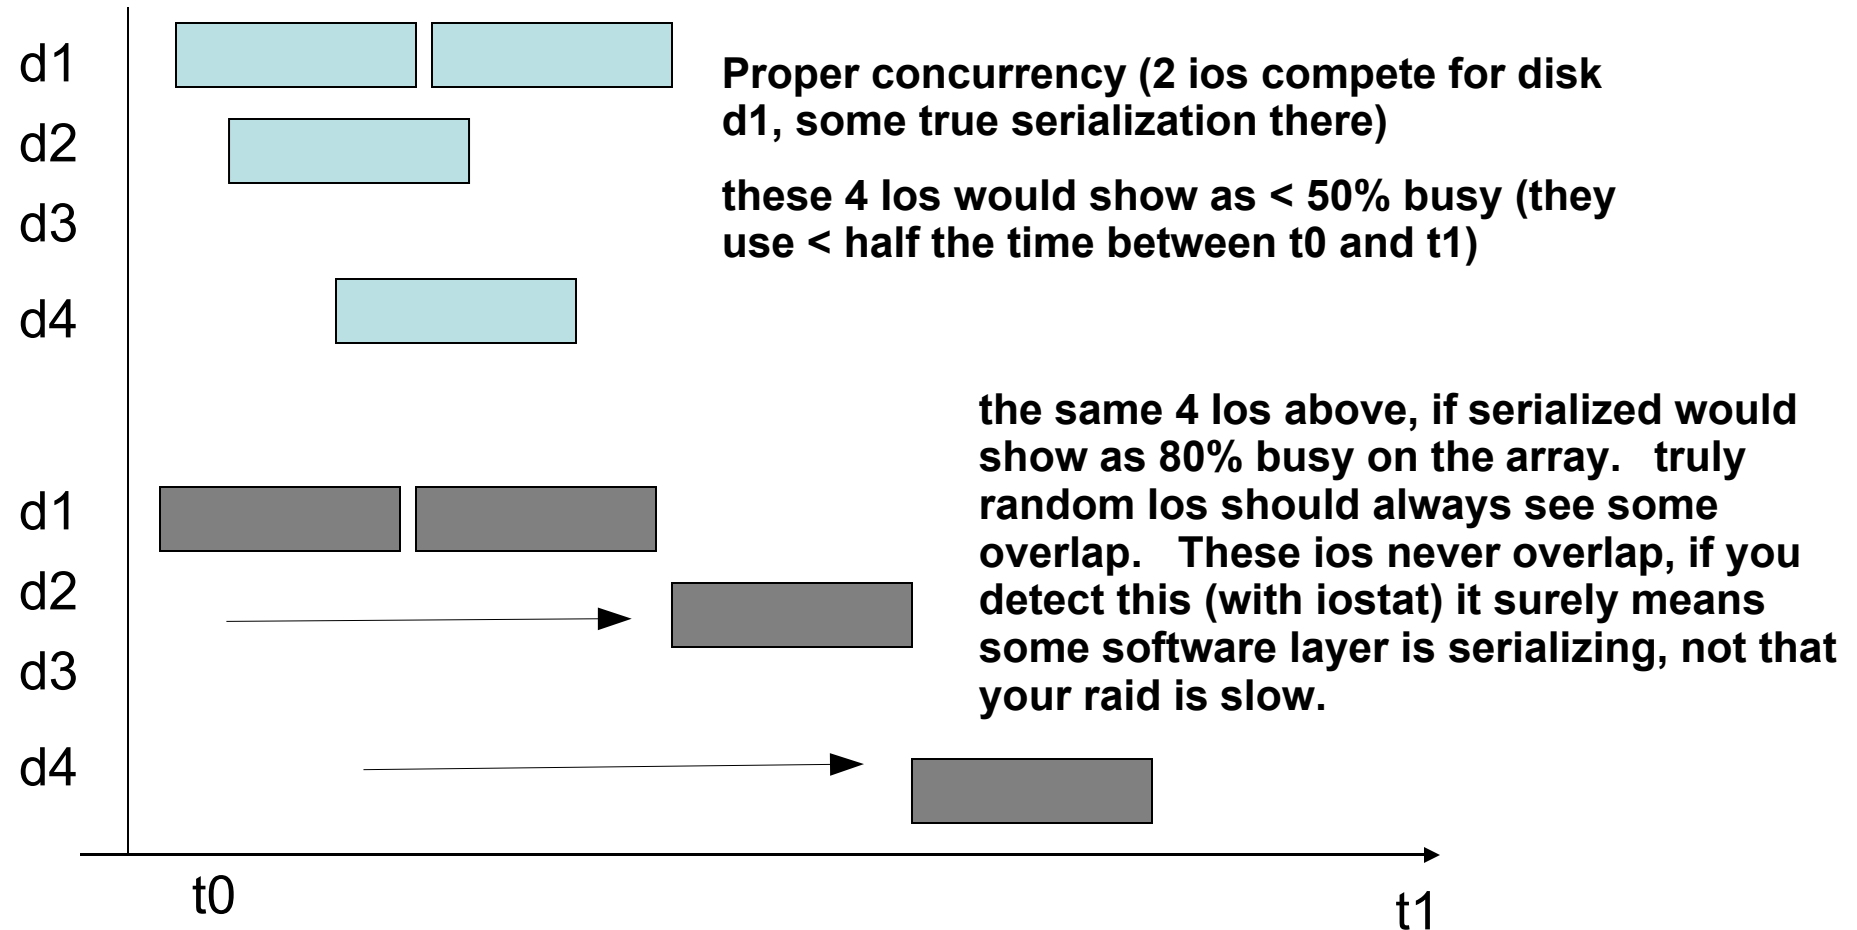 d1
Proper concurrency (2 ios compete for disk
d1, some true serialization there)
d2
these 4 Ios would show as < 50% busy (they
use < half the time between t0 and t1)
d3
d4
the same 4 Ios above, if serialized would
show as 80% busy on the array.   truly
random Ios should always see some
overlap.   These ios never overlap, if you
detect this (with iostat) it surely means
some software layer is serializing, not that
your raid is slow.
d1
d2
d3
d4
t0
t1